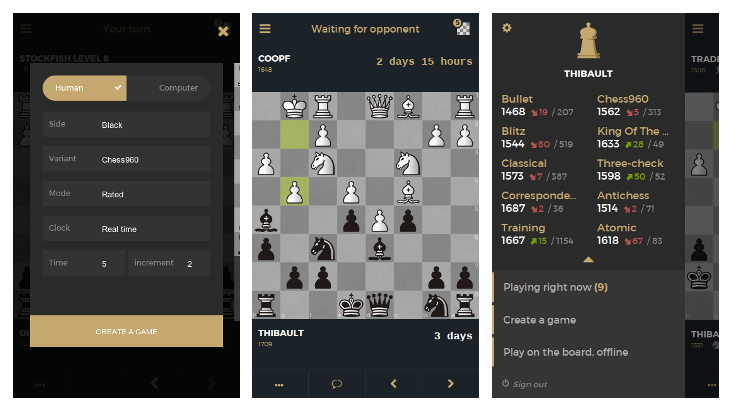 Your turn
STOCKFISH LEVEL 8
Human
Computer
Side
Black
Variant
Chess960
Mode
Rated
Clock
Real time
Time
5
increment
2
CREATE A GAME
•••
Waiting for opponent
5
COOPF
1648
2 days 15 hours
THIBAULT
1709
3 days
•••
THIBAULT
Bullet
1468 19 / 207
Chess960
1562 5 / 313
Blitz
1544 80 / 519
King Of The ...
1633 28 / 49
Classical
1573 7 / 387
Three-check
1598 50 / 52
Corresponde...
1687 2 / 36
Antichess
1514 2 / 71
Training
1667 15 / 1154
Atomic
1618 67 / 83
Playing right now (9)
Create a game
Play on the board, offline
Sign out
TRADE
THIBA
1551
•••